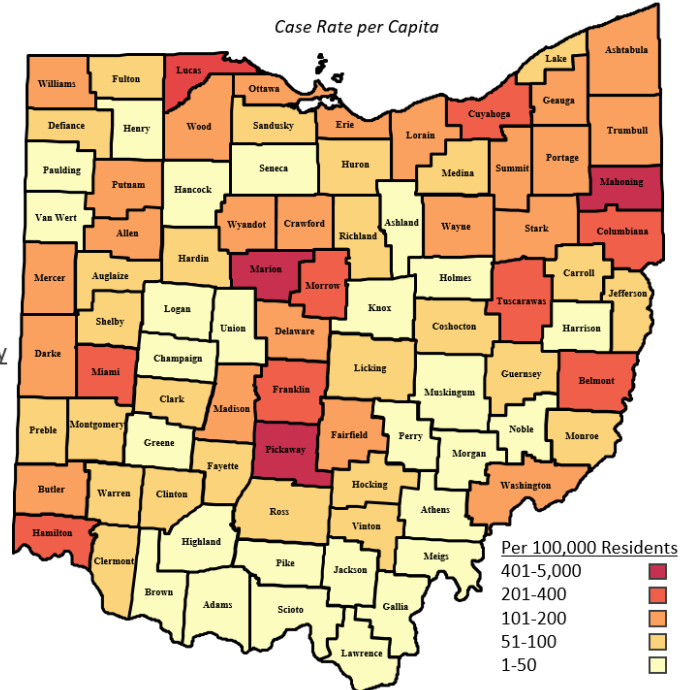 Case Rate per Capita
Ashtabula
Lake
Lucas
Williams
Fulton
Ottawa
Geauga
Cuyahoga
Defiance
Henry
Wood
Sandusky
Erie
Lorain
Trumbull
Portage
Summit
Huron
Medina
Paulding
Seneca
Mahoning
Putnam
Hancock
Van Wert
Ashland
Wyandot
Crawford
Wayne
Stark
Columbiana
Allen
Richland
Hardin
Marion
Mercer
Auglaize
Morrow
Holmes
Carroll
Jefferson
Tuscarawas
Logan
Knox
Shelby
Union
Coshocton
Harrison
Delaware
y
Darke
Champaign
Miami
Licking
Guernsey
Belmont
Franklin
Muskingum
Clark
Madison
Preble
Montgomery
Noble
Greene
Fairfield
Perry
Monroe
Pickaway
Morgan
Fayette
Butler
Warren
Clinton
Hocking
Washington
Ross
Athens
Vinton
Hamilton
Highland
Clermont
Pike
Jackson
Meigs
Brown
Adams
Scioto
Gallia
Lawrence
Per 100,000 Residents
401-5,000
201-400
101-200
51-100
1-50